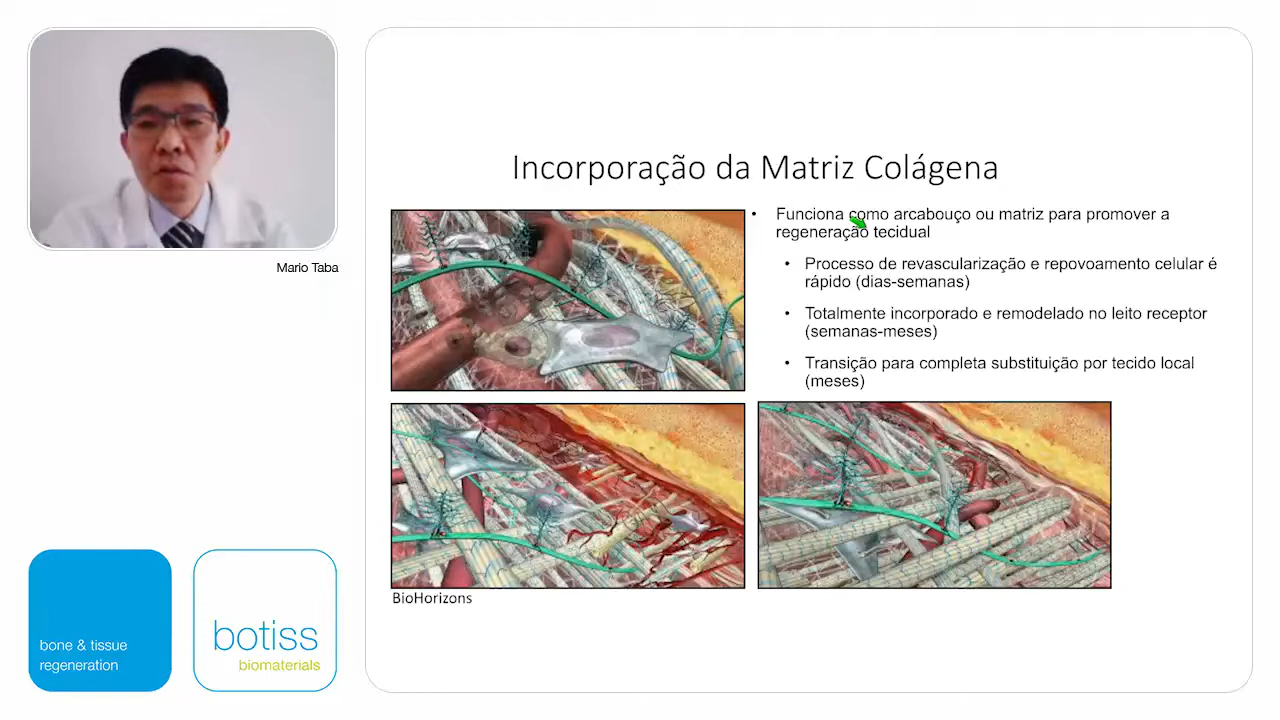 Mario Taba
bone & tissue
regeneration
botiss
biomaterials
Incorporação da Matriz Colágena
• Funciona como arcabouço ou matriz para promover a
regeneração tecidual
• Processo de revascularização e repovoamento celular é
rápido (dias-semanas)
• Totalmente incorporado e remodelado no leito receptor
(semanas-meses)
• Transição para completa substituição por tecido local
(meses)
BioHorizons